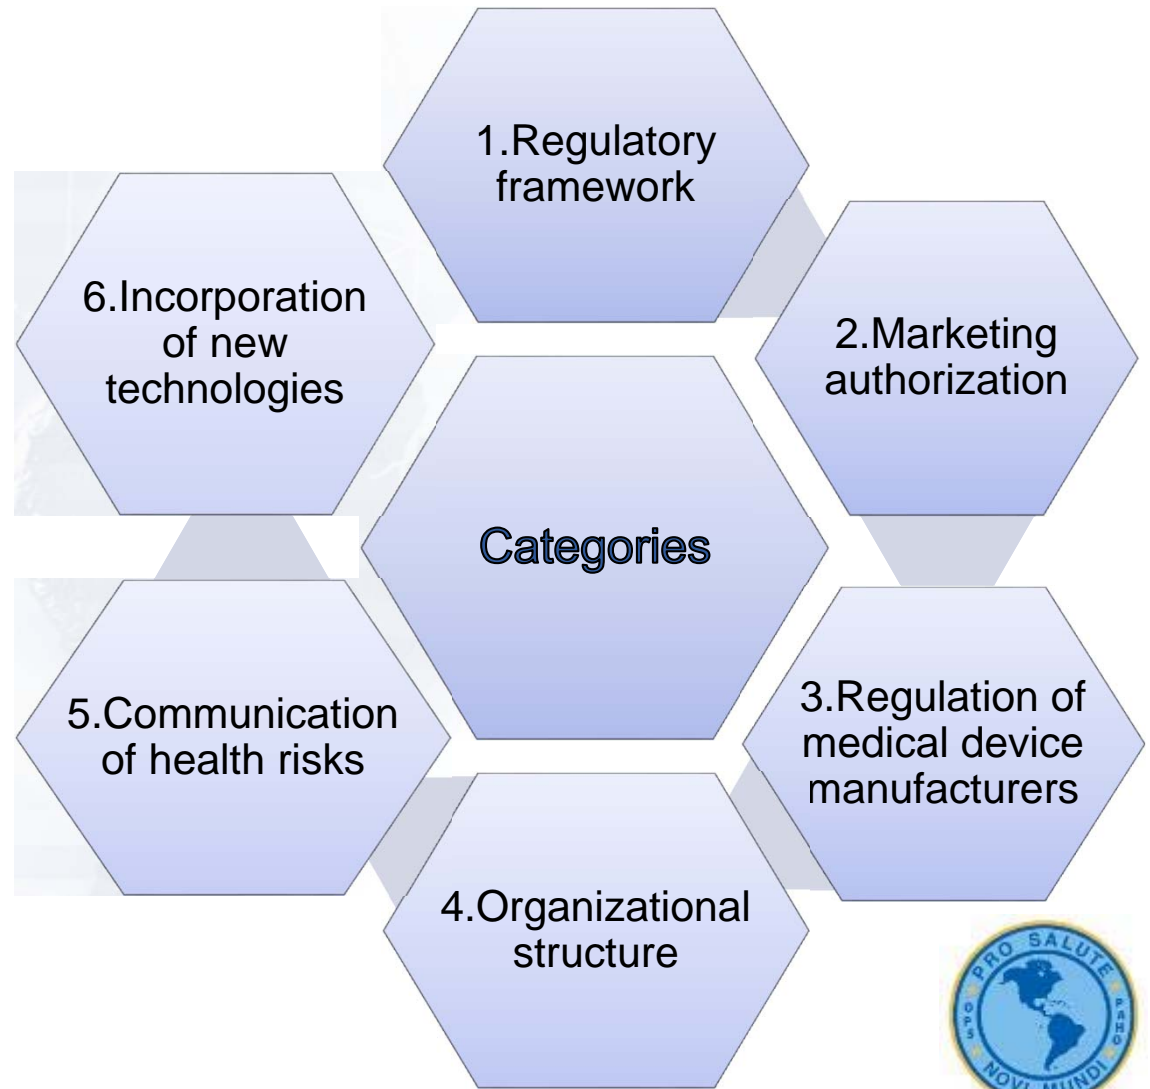 1.Regulatory
framework
2.Marketing
authorization
3.Regulation of
medical device
manufacturers
4.Organizational
structure
5.Communication
of health risks
6.Incorporation
of new
technologies
Categories
PRO SALUTE
OPS
PAHO
NOVI MUNDI